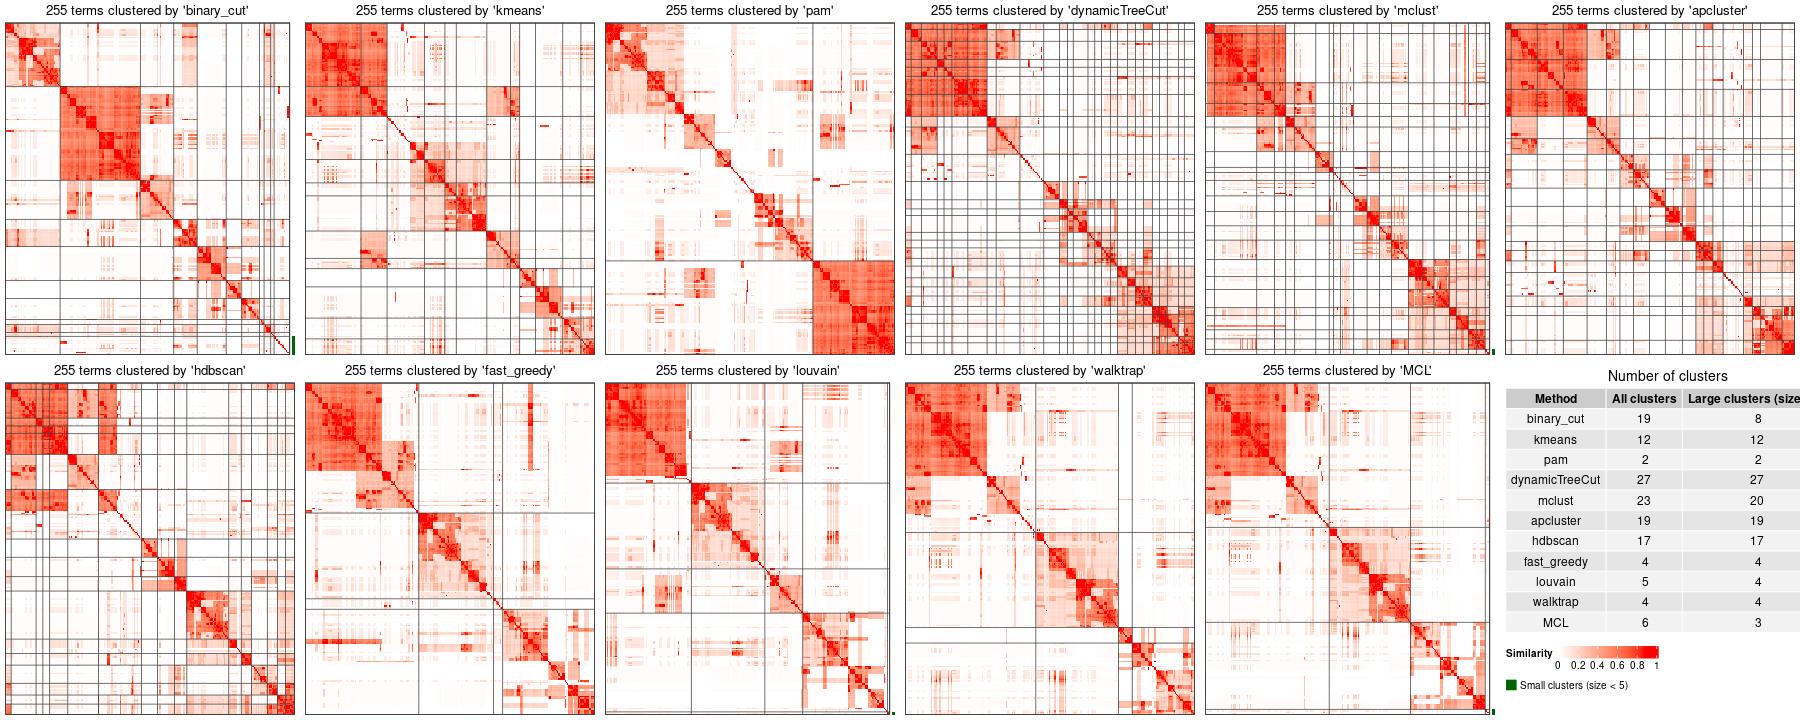 255 terms clustered by 'binary_cut'
255 terms clustered by 'kmeans'
255 terms clustered by 'pam'
255 terms clustered by 'dynamicTreeCut'
255 terms clustered by 'mclust'
255 terms clustered by 'apcluster'
255 terms clustered by 'hdbscan'
255 terms clustered by 'fast_greedy'
255 terms clustered by 'louvain'
255 terms clustered by 'walktrap'
255 terms clustered by 'MCL'
Number of clusters
Method All clusters Large clusters (size
binary_cut 19 8
kmeans 12 12
pam 2 2
dynamicTreeCut 27 27
mclust 23 20
apcluster 19 19
hdbscan 17 17
fast_greedy 4 4
louvain 5 4
walktrap 4 4
MCL 6 3
Similarity
0 0.2 0.4 0.6 0.8 1
Small clusters (size < 5)